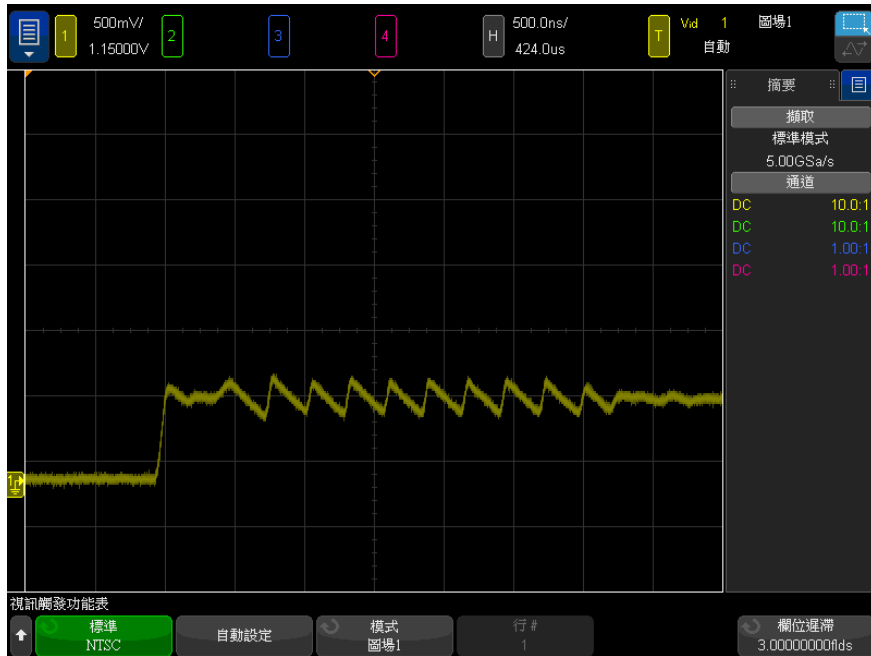 1 500mV/ 1.15000V
2
3
4
H 500.0ns/ 424.0us
T Vid 1 圖場1 自動
摘要
擷取
標準模式
5.00GSa/s
通道
DC 10.0:1
DC 10.0:1
DC 1.00:1
DC 1.00:1
1
視訊觸發功能表
標準
NTSC
自動設定
模式
圖場1
行 #
1
欄位遲滯
3.00000000flds